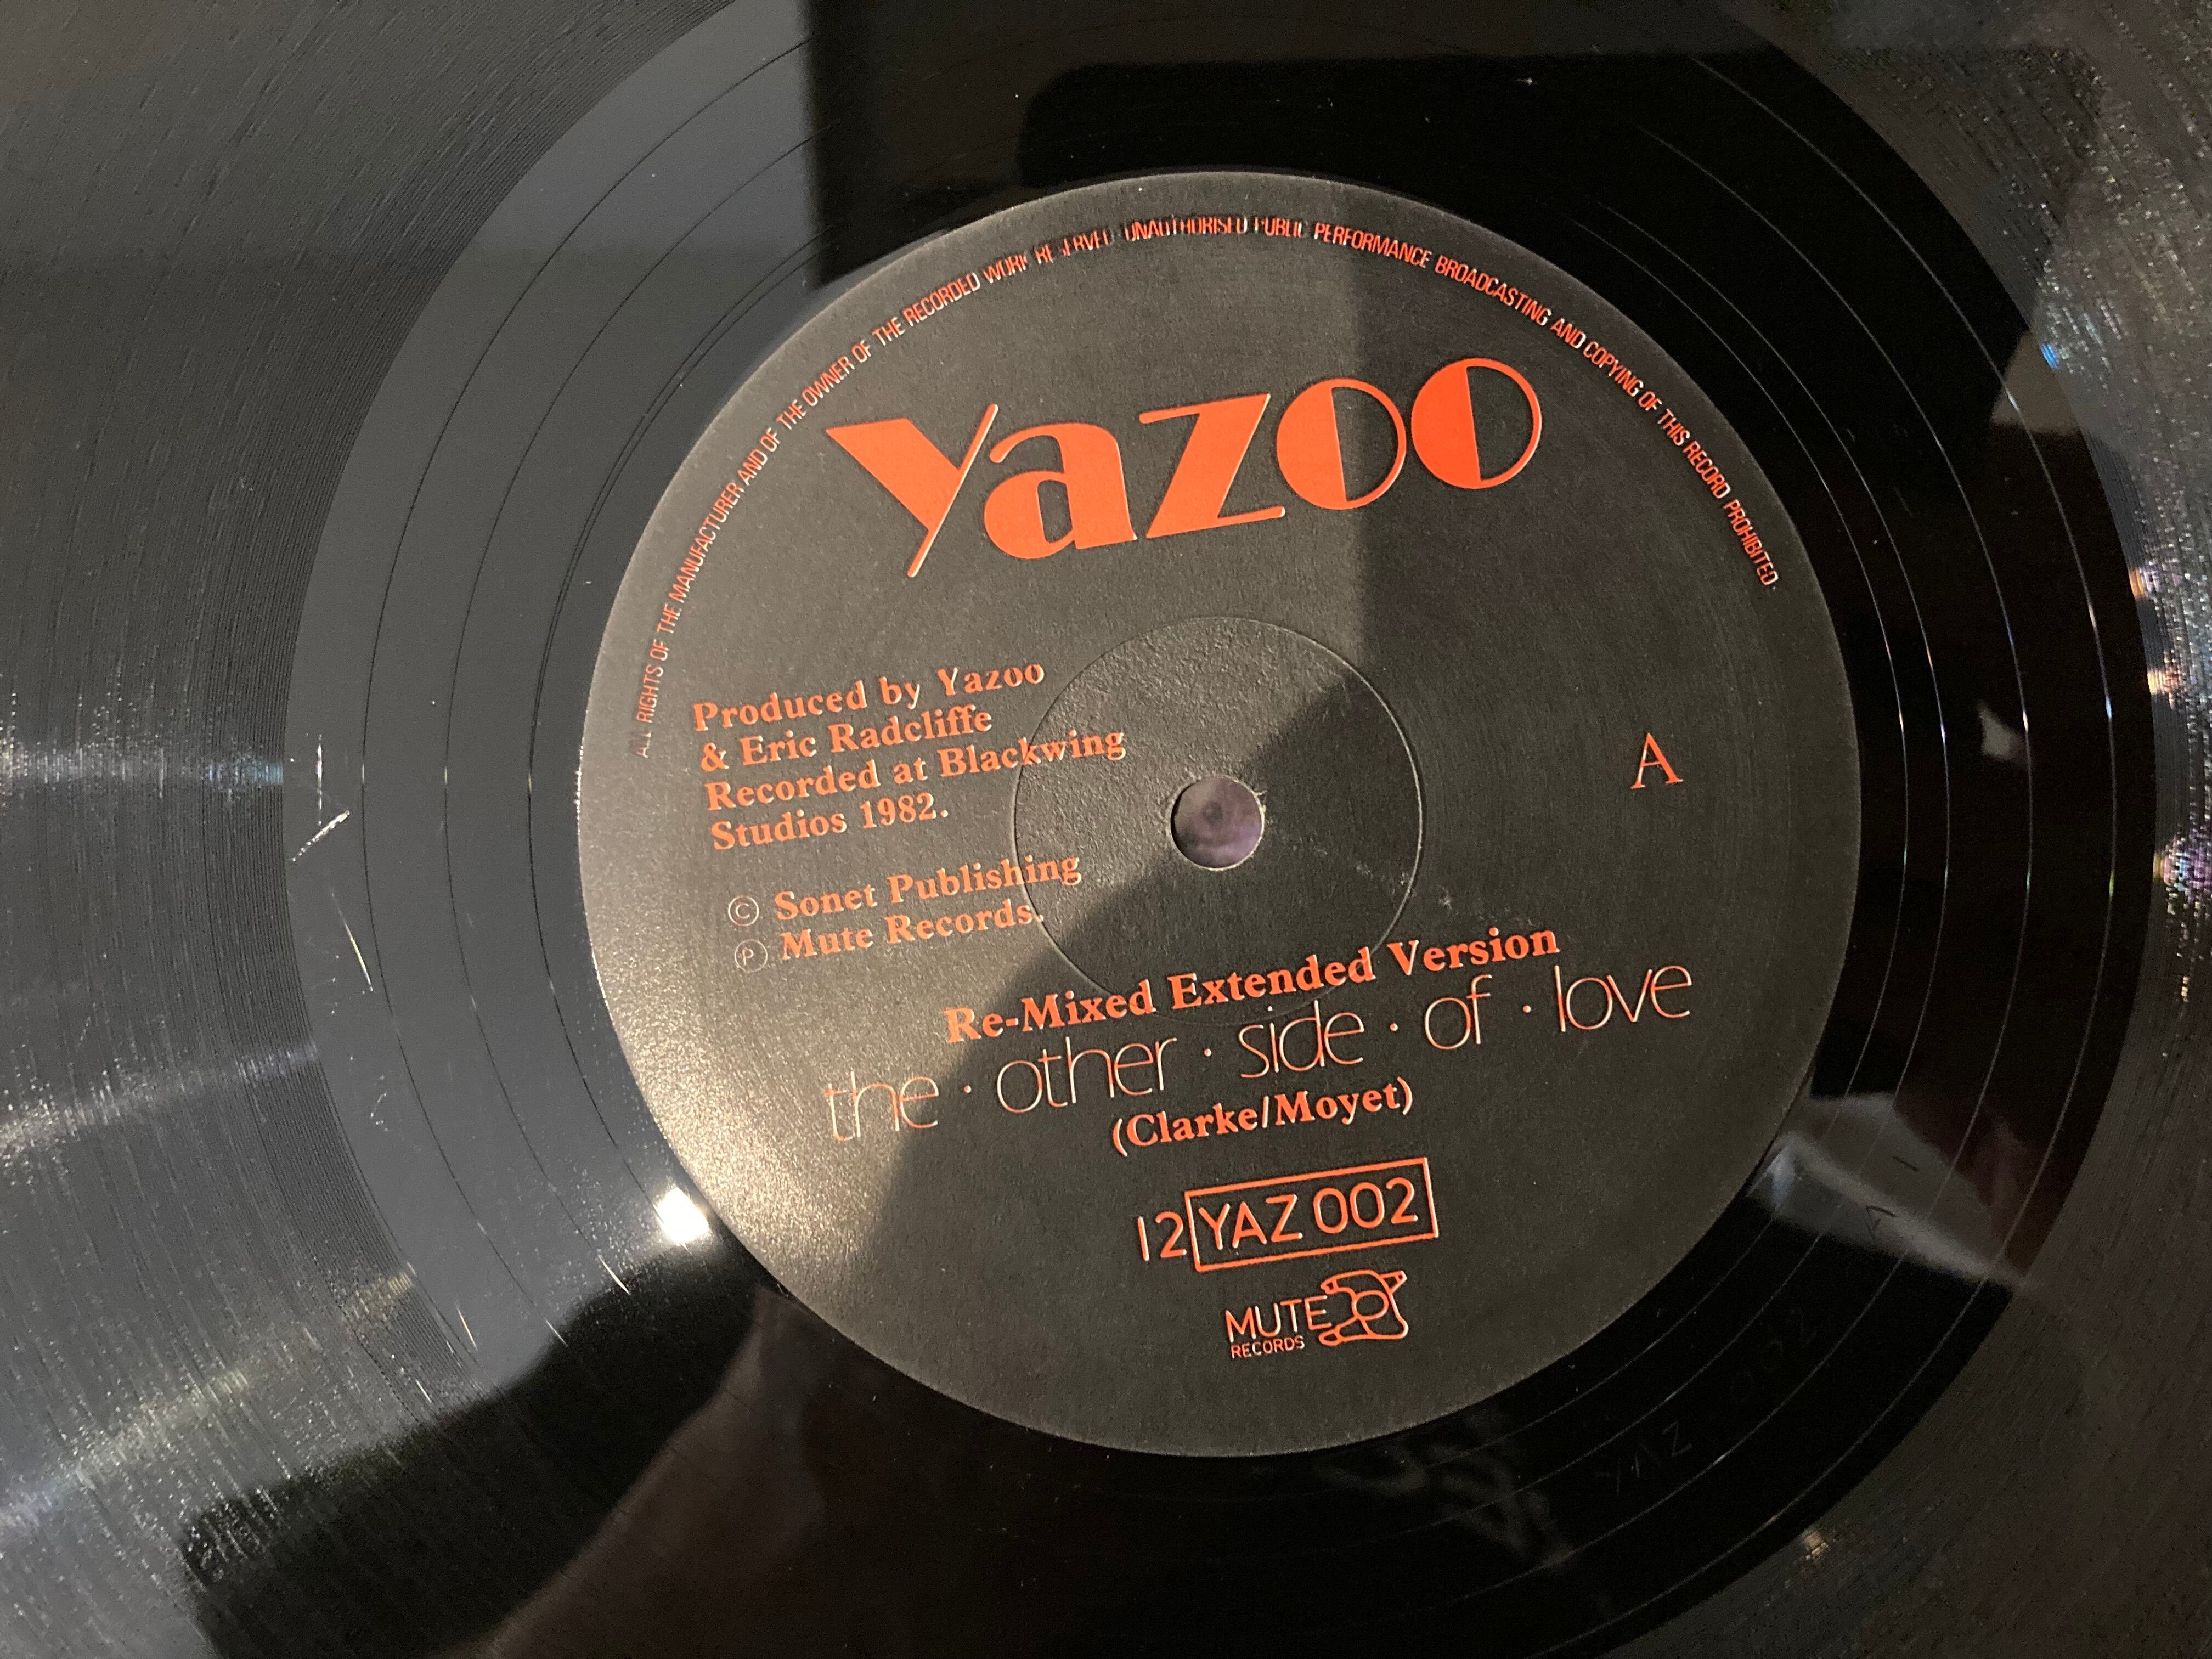 ALL RIGHTS OF THE MANUFACTURER AND OF THE OWNER OF THE RECORDED WORK RESERVED UNAUTHORISED PUBLIC PERFORMANCE BROADCASTING AND COPYING OF THIS RECORD PROHIBITED.
yazoo
Produced by Yazoo
& Eric Radcliffe
Recorded at Blackwing
Studios 1982.
© Sonet Publishing
℗ Mute Records.
A
Re-Mixed Extended Version
the · other · side · of · love
(Clarke/Moyet)
12 YAZ 002
MUTE
RECORDS